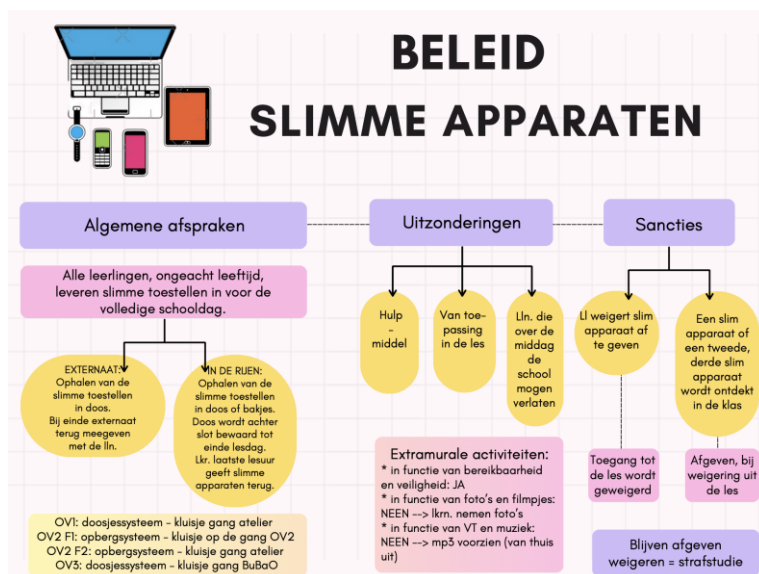 BELEID
SLIMME APPARATEN
Algemene afspraken
Alle leerlingen, ongeacht leeftijd,
leveren slimme toestellen in voor de
volledige schooldag.
EXTERNAAT:
Ophalen van de
slimme toestellen
in doos.
Bij einde externaat
terug meegeven
met de lln.
IN DE RIJEN:
Ophalen van de
slimme toestellen
in doos of bakjes.
Doos wordt achter
slot bewaard tot
einde lesdag.
Lkr. laatste lesuur
geeft slimme
apparaten terug.
OV1: doosjessysteem - kluisje gang atelier
OV2 F1: opbergsysteem - kluisje op de gang OV2
OV2 F2: opbergsysteem - kluisje gang atelier
OV3: doosjessysteem - kluisje gang BuBaO
Uitzonderingen
Hulp
- middel
Van toe-
passing
in de les
Lln. die
over de
middag
de
school
mogen
verlaten
Extramurale activiteiten:
* in functie van bereikbaarheid
en veiligheid: JA
* in functie van foto's en filmpjes:
NEEN --> lkrn. nemen foto's
* in functie van VT en muziek:
NEEN --> mp3 voorzien (van thuis
uit)
Sancties
Ll weigert slim
apparaat af
te geven
Toegang tot
de les wordt
geweigerd
Een slim
apparaat of
een tweede,
derde slim
apparaat
wordt ontdekt
in de klas
Afgeven, bij
weigering uit
de les
Blijven afgeven
weigeren = strafstudie